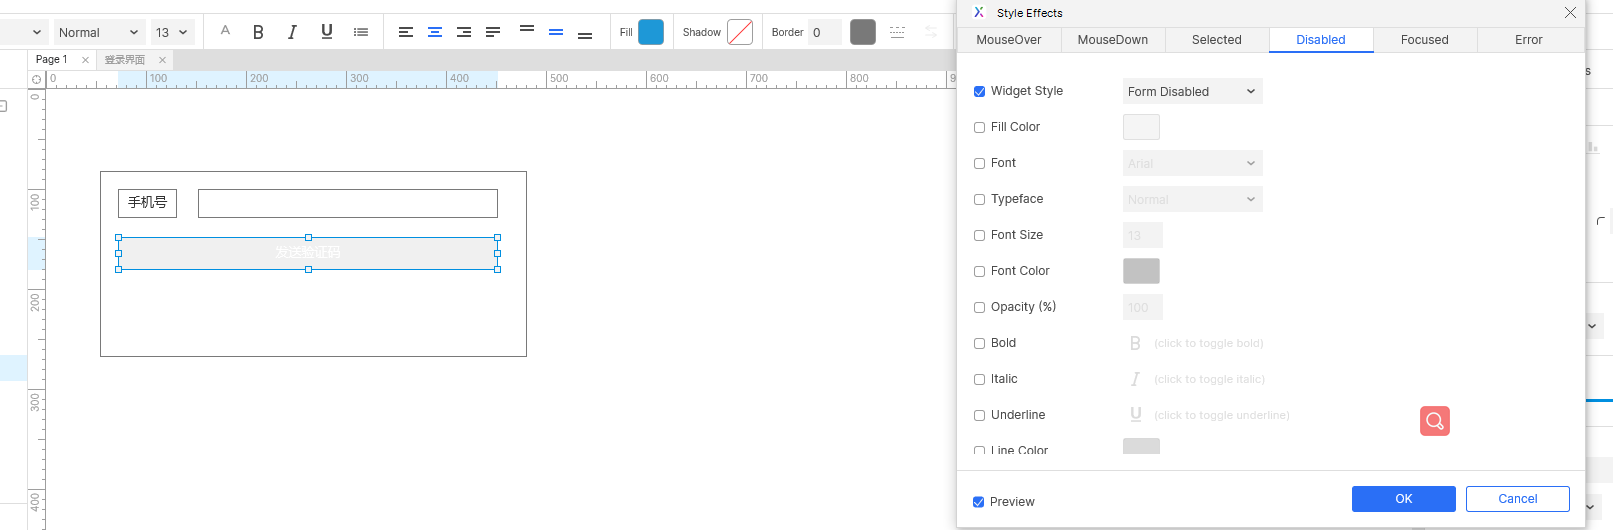 Style Effects
Normal 13 A B I U Fill Shadow Border 0
MouseOver MouseDown Selected Disabled Focused Error
Page 1 登录界面
0 100 200 300 400 500 600 700 800
0
100
200
300
400
手机号
发送验证码
Widget Style Form Disabled
Fill Color
Font Arial
Typeface Normal
Font Size 13
Font Color
Opacity (%) 100
Bold B (click to toggle bold)
Italic I (click to toggle italic)
Underline U (click to toggle underline)
Line Color
Preview OK Cancel